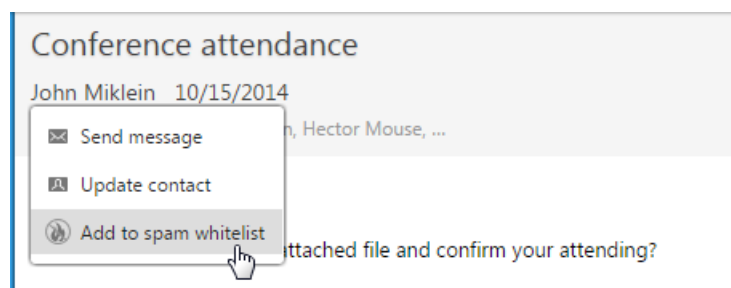 Conference attendance
John Miklein 10/15/2014
Hector Mouse, ...
Send message
Update contact
Add to spam whitelist
attached file and confirm your attending?